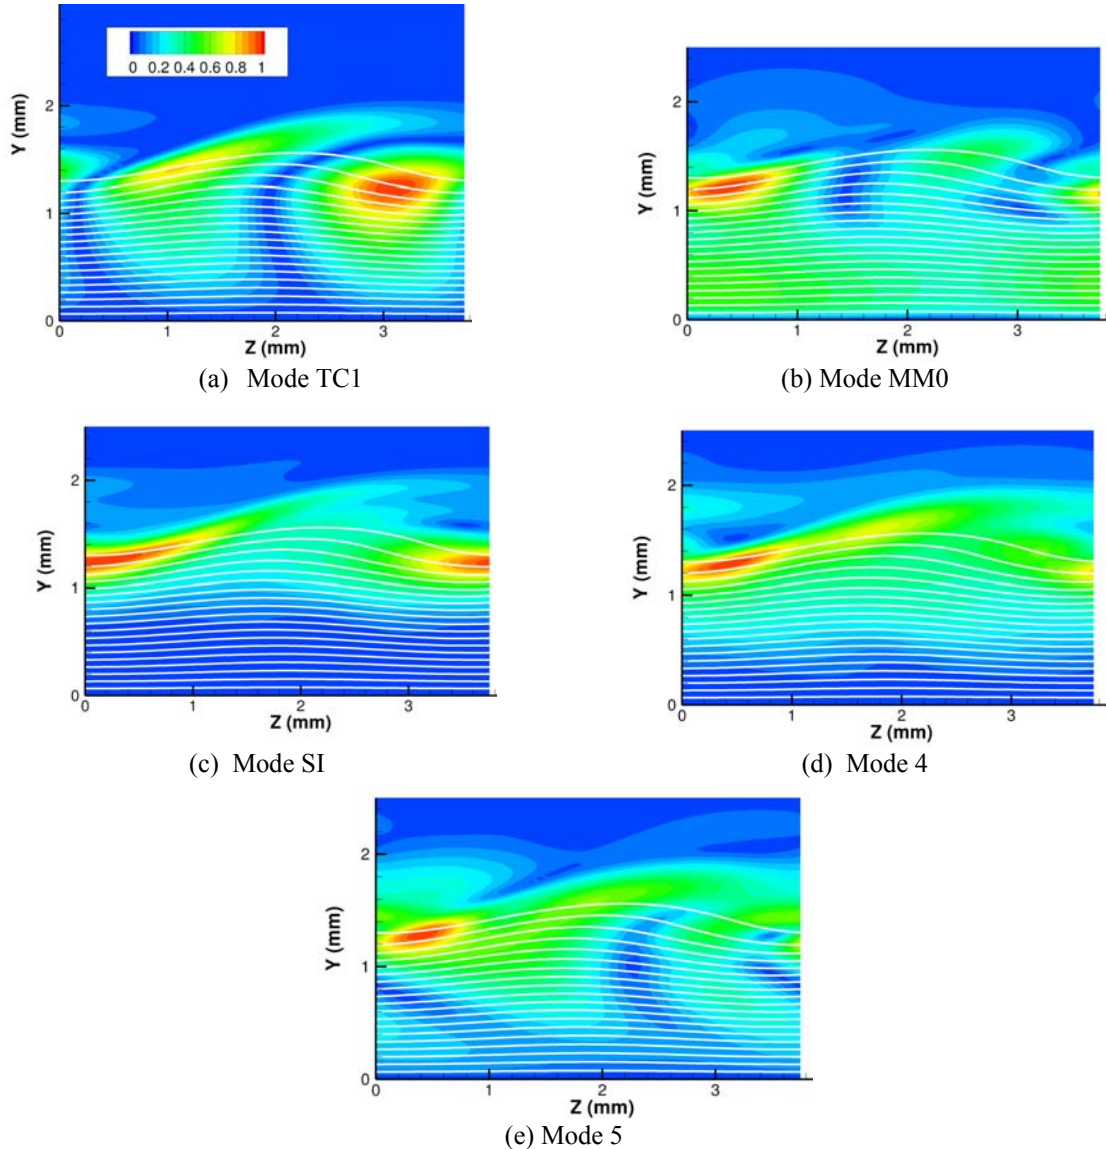 0 0.2 0.4 0.6 0.8 1
Y (mm)
2
1
0
0 1 2 3
Z (mm)
(a) Mode TC1
Y (mm)
2
1
0
0 1 2 3
Z (mm)
(b) Mode MM0
Y (mm)
2
1
0
0 1 2 3
Z (mm)
(c) Mode SI
Y (mm)
2
1
0
0 1 2 3
Z (mm)
(d) Mode 4
Y (mm)
2
1
0
0 1 2 3
Z (mm)
(e) Mode 5